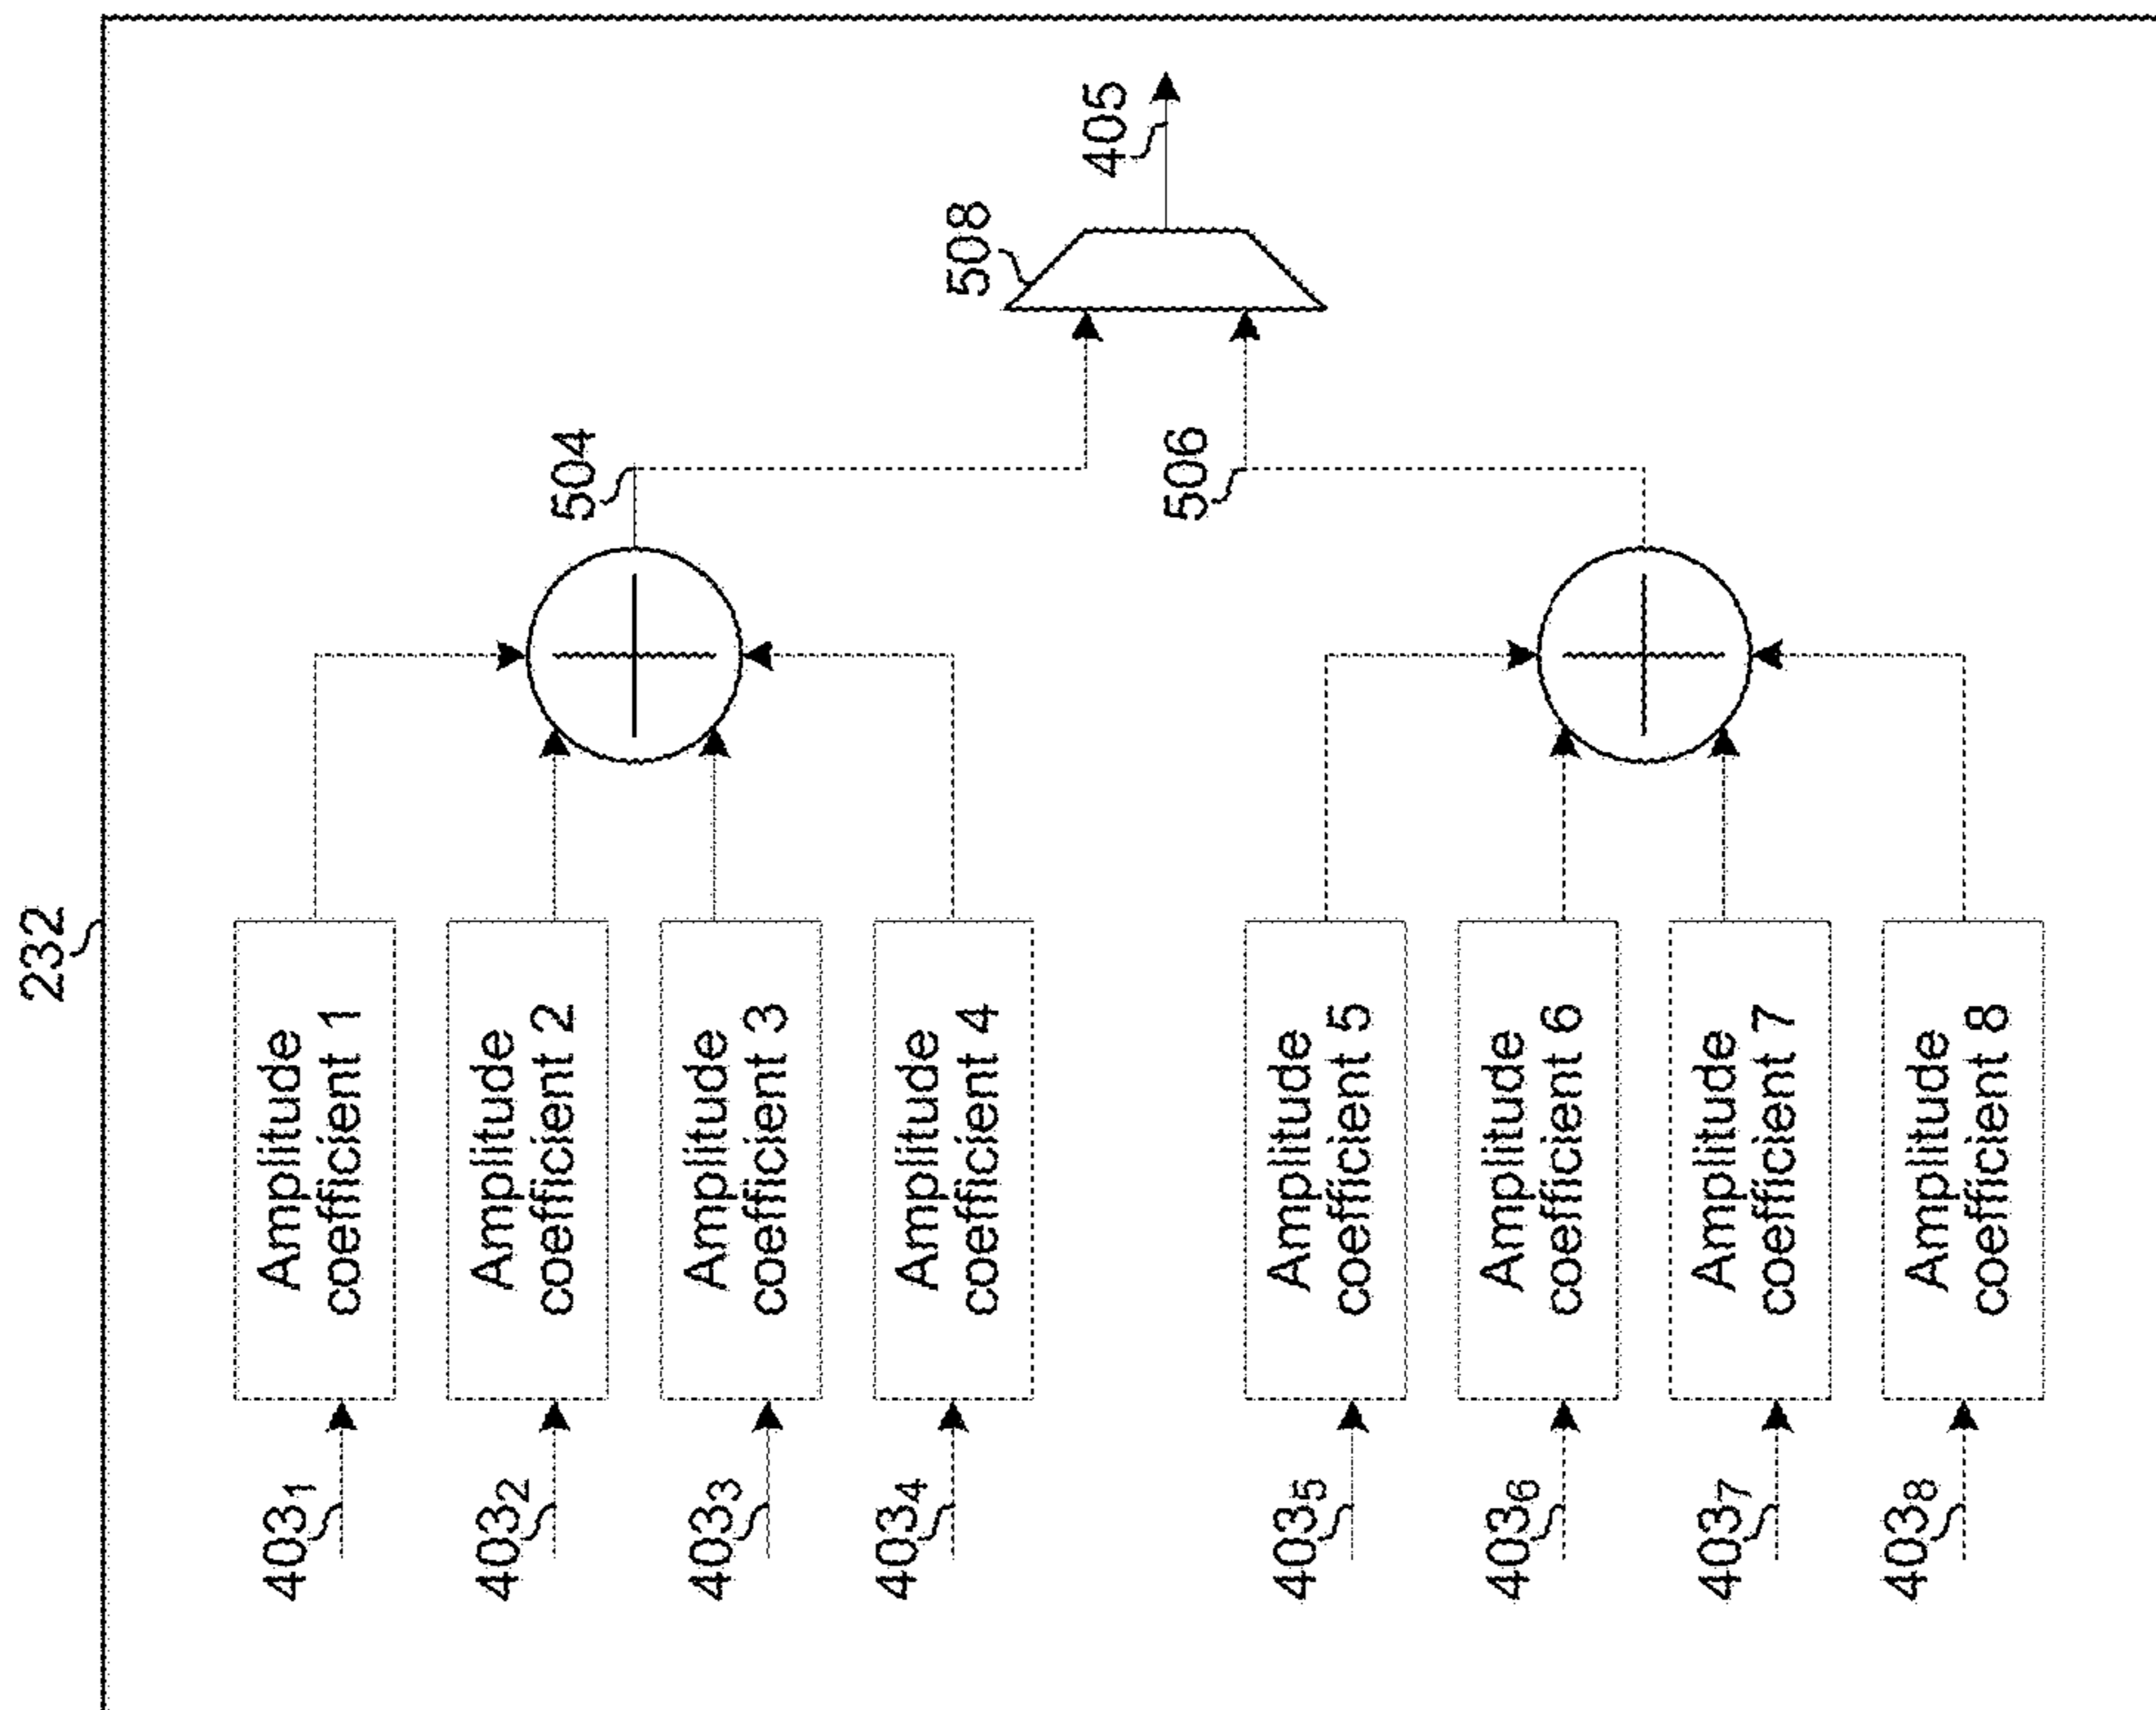 232
403₁
Amplitude
coefficient 1
403₂
Amplitude
coefficient 2
403₃
Amplitude
coefficient 3
403₄
Amplitude
coefficient 4
504
508
405
506
403₅
Amplitude
coefficient 5
403₆
Amplitude
coefficient 6
403₇
Amplitude
coefficient 7
403₈
Amplitude
coefficient 8